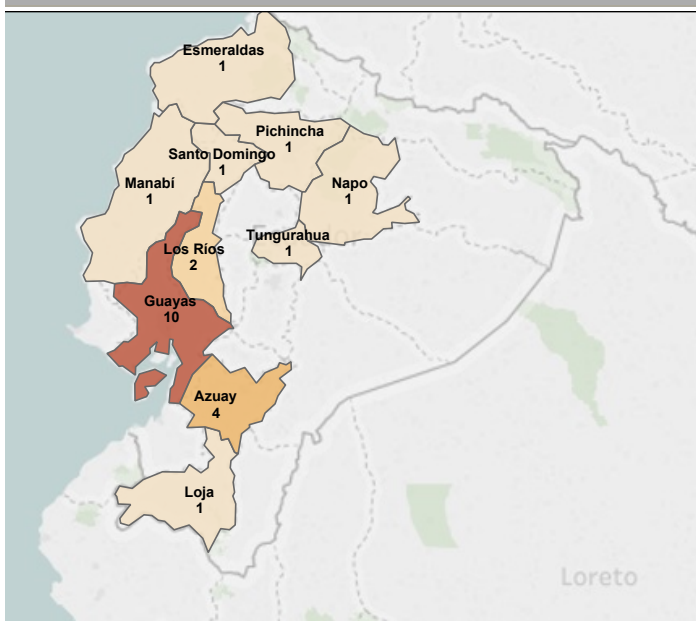 Esmeraldas
1
Pichincha
1
Santo Domingo
1
Manabí
1
Napo
1
Tungurahua
1
Los Ríos
2
Guayas
10
Azuay
4
Loja
1
Loreto